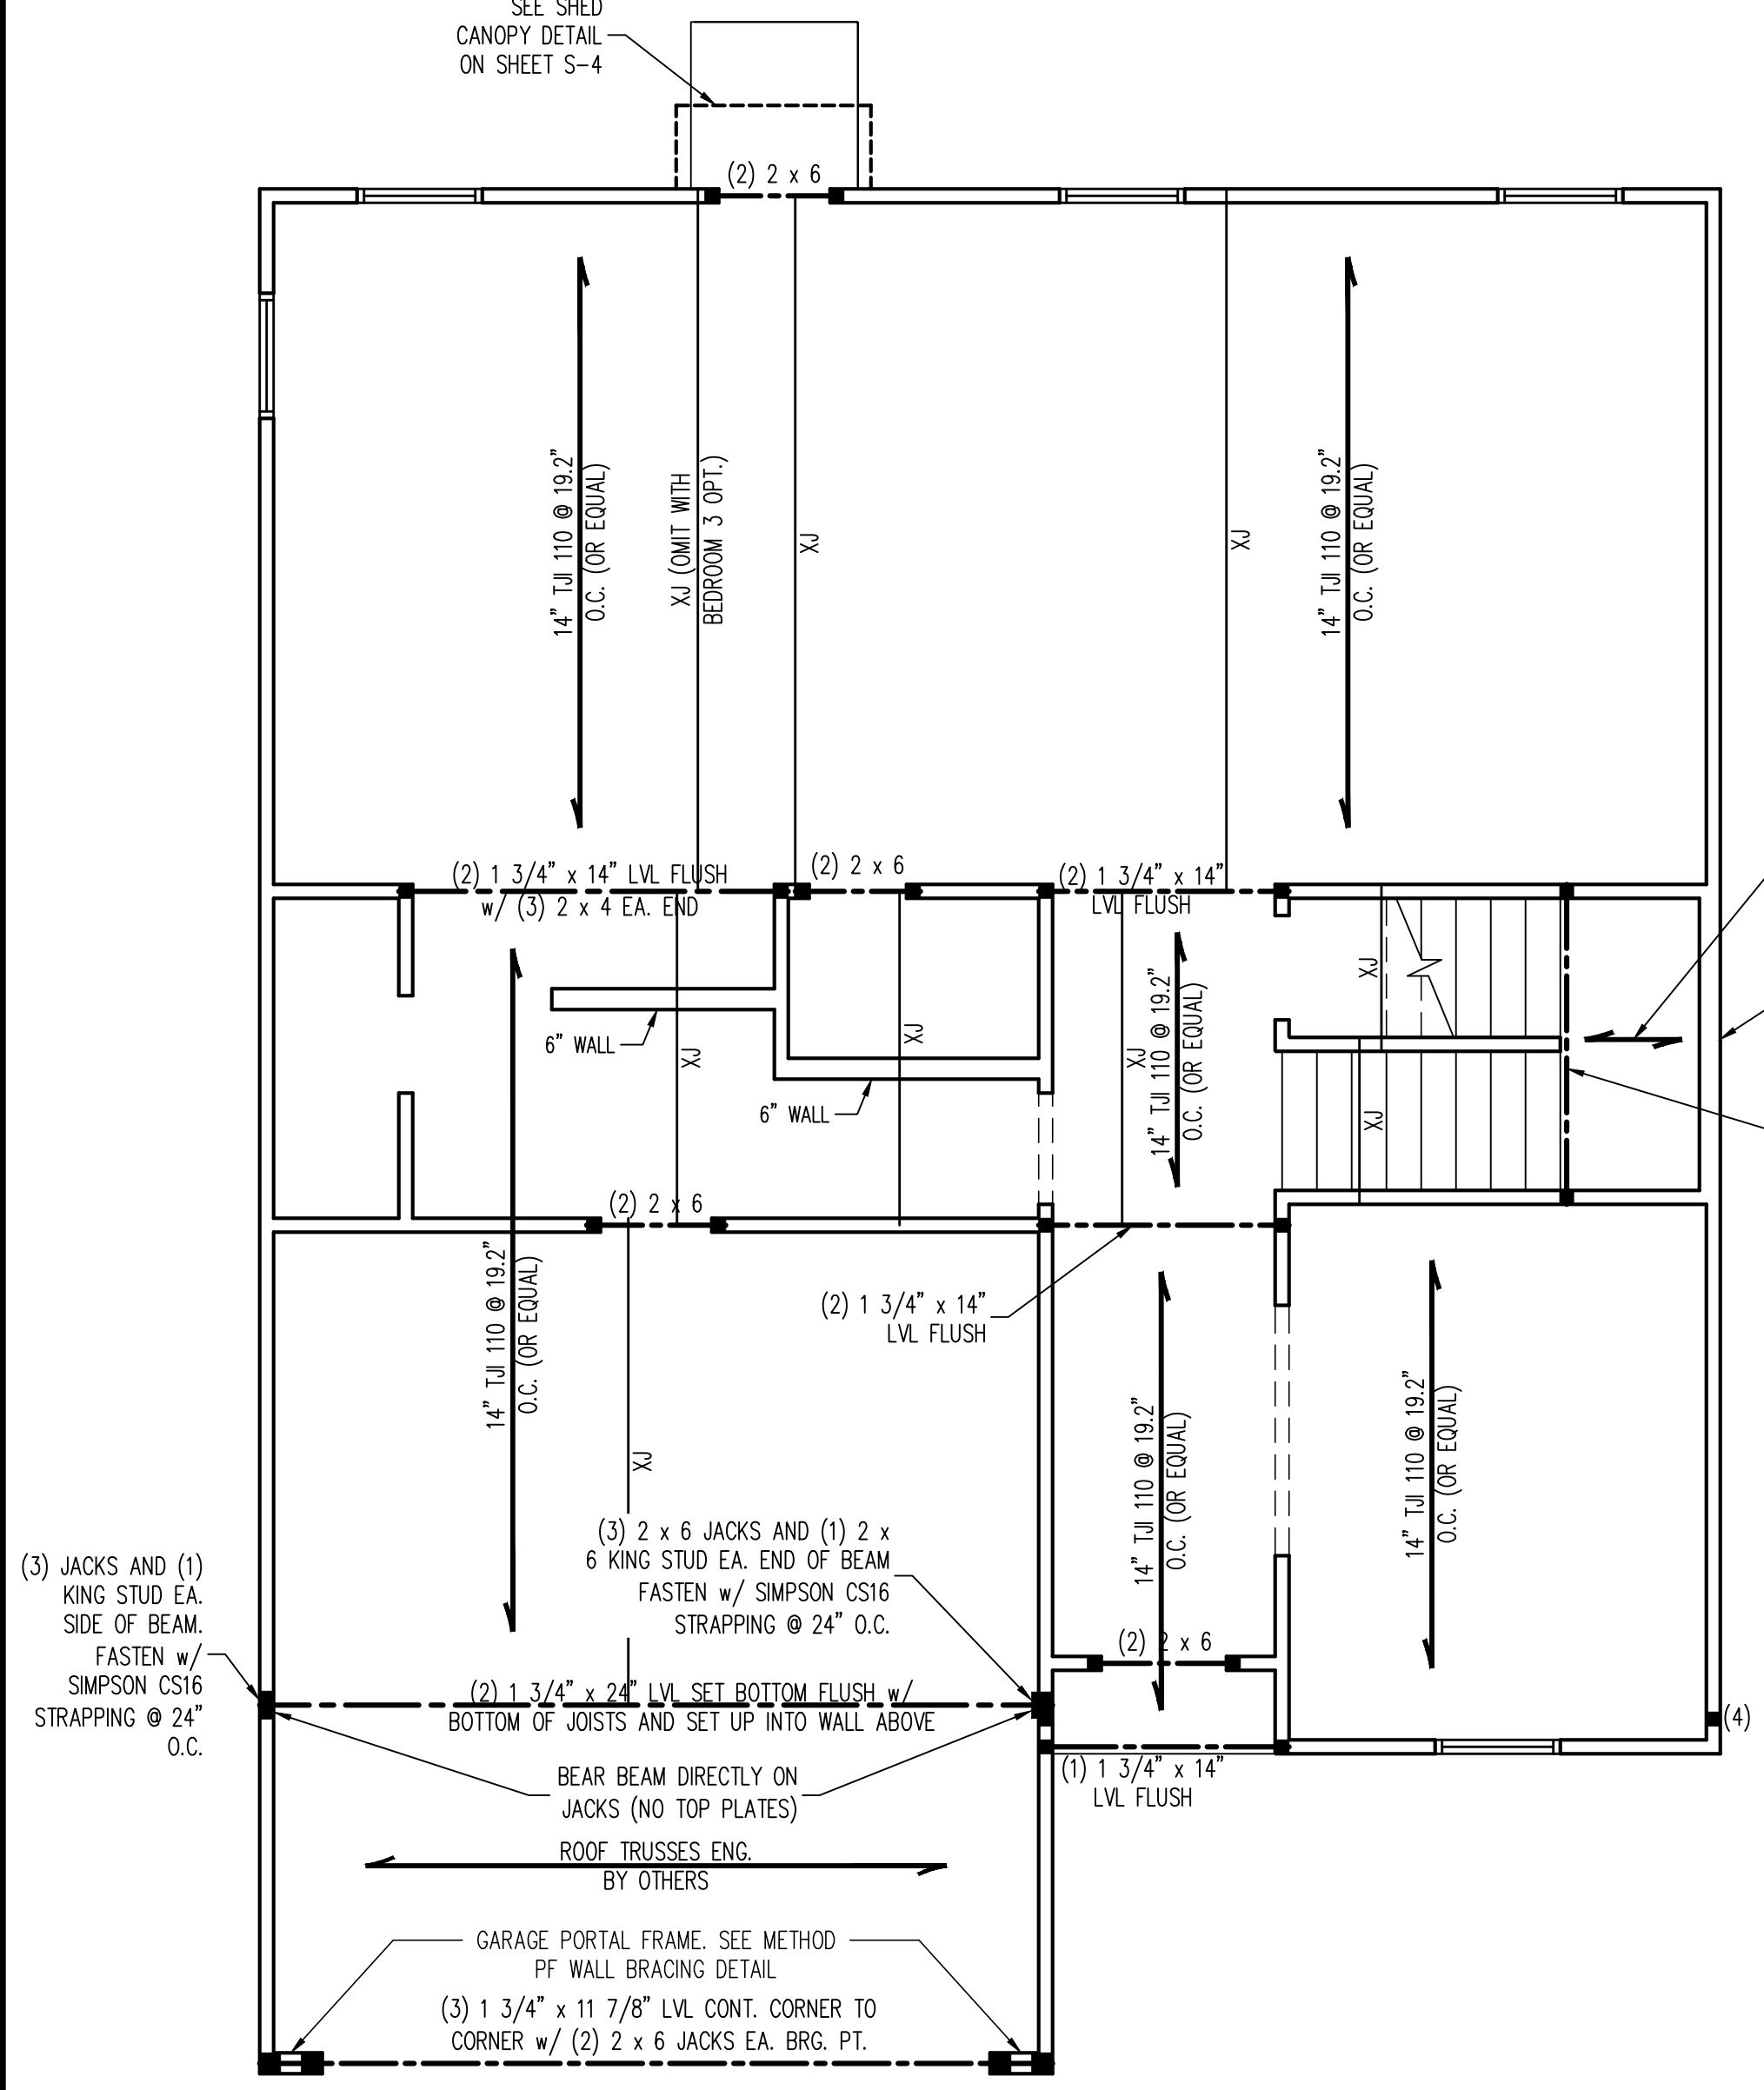 SEE SHED
CANOPY DETAIL
ON SHEET S-4
(2) 2 x 6
14" TJI 110 @ 19.2"
O.C. (OR EQUAL)
XJ (OMIT WITH
BEDROOM 3 OPT.)
XJ
XJ
14" TJI 110 @ 19.2"
O.C. (OR EQUAL)
(2) 1 3/4" x 14" LVL FLUSH
w/ (3) 2 x 4 EA. END
(2) 2 x 6
(2) 1 3/4" x 14"
LVL FLUSH
6" WALL
XJ
XJ
6" WALL
XJ
14" TJI 110 @ 19.2"
O.C. (OR EQUAL)
XJ
XJ
(2) 2 x 6
14" TJI 110 @ 19.2"
O.C. (OR EQUAL)
(2) 1 3/4" x 14"
LVL FLUSH
XJ
14" TJI 110 @ 19.2"
O.C. (OR EQUAL)
14" TJI 110 @ 19.2"
O.C. (OR EQUAL)
(3) JACKS AND (1)
KING STUD EA.
SIDE OF BEAM.
FASTEN w/
SIMPSON CS16
STRAPPING @ 24"
O.C.
(3) 2 x 6 JACKS AND (1) 2 x
6 KING STUD EA. END OF BEAM
FASTEN w/ SIMPSON CS16
STRAPPING @ 24" O.C.
(2) 2 x 6
(2) 1 3/4" x 24" LVL SET BOTTOM FLUSH w/
BOTTOM OF JOISTS AND SET UP INTO WALL ABOVE
(4)
BEAR BEAM DIRECTLY ON
JACKS (NO TOP PLATES)
(1) 1 3/4" x 14"
LVL FLUSH
ROOF TRUSSES ENG.
BY OTHERS
GARAGE PORTAL FRAME. SEE METHOD
PF WALL BRACING DETAIL
(3) 1 3/4" x 11 7/8" LVL CONT. CORNER TO
CORNER w/ (2) 2 x 6 JACKS EA. BRG. PT.